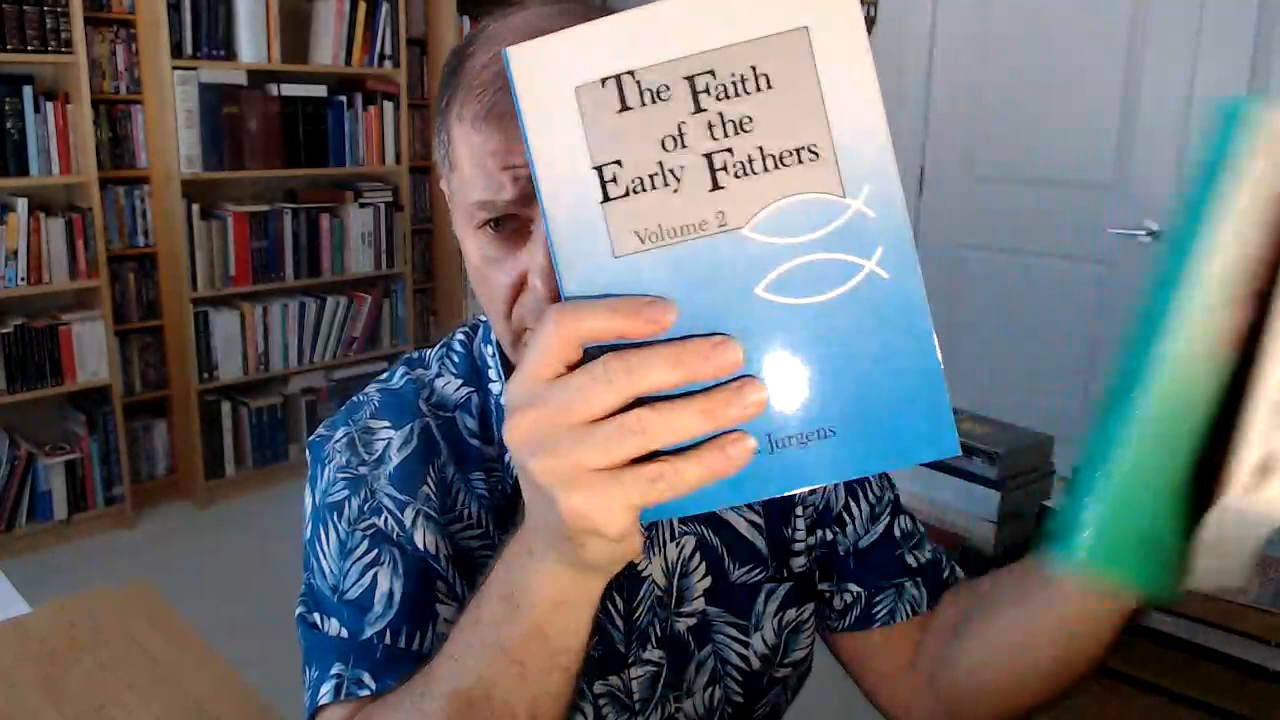 The Faith
of the
Early Fathers
Volume 2
. Jurgens